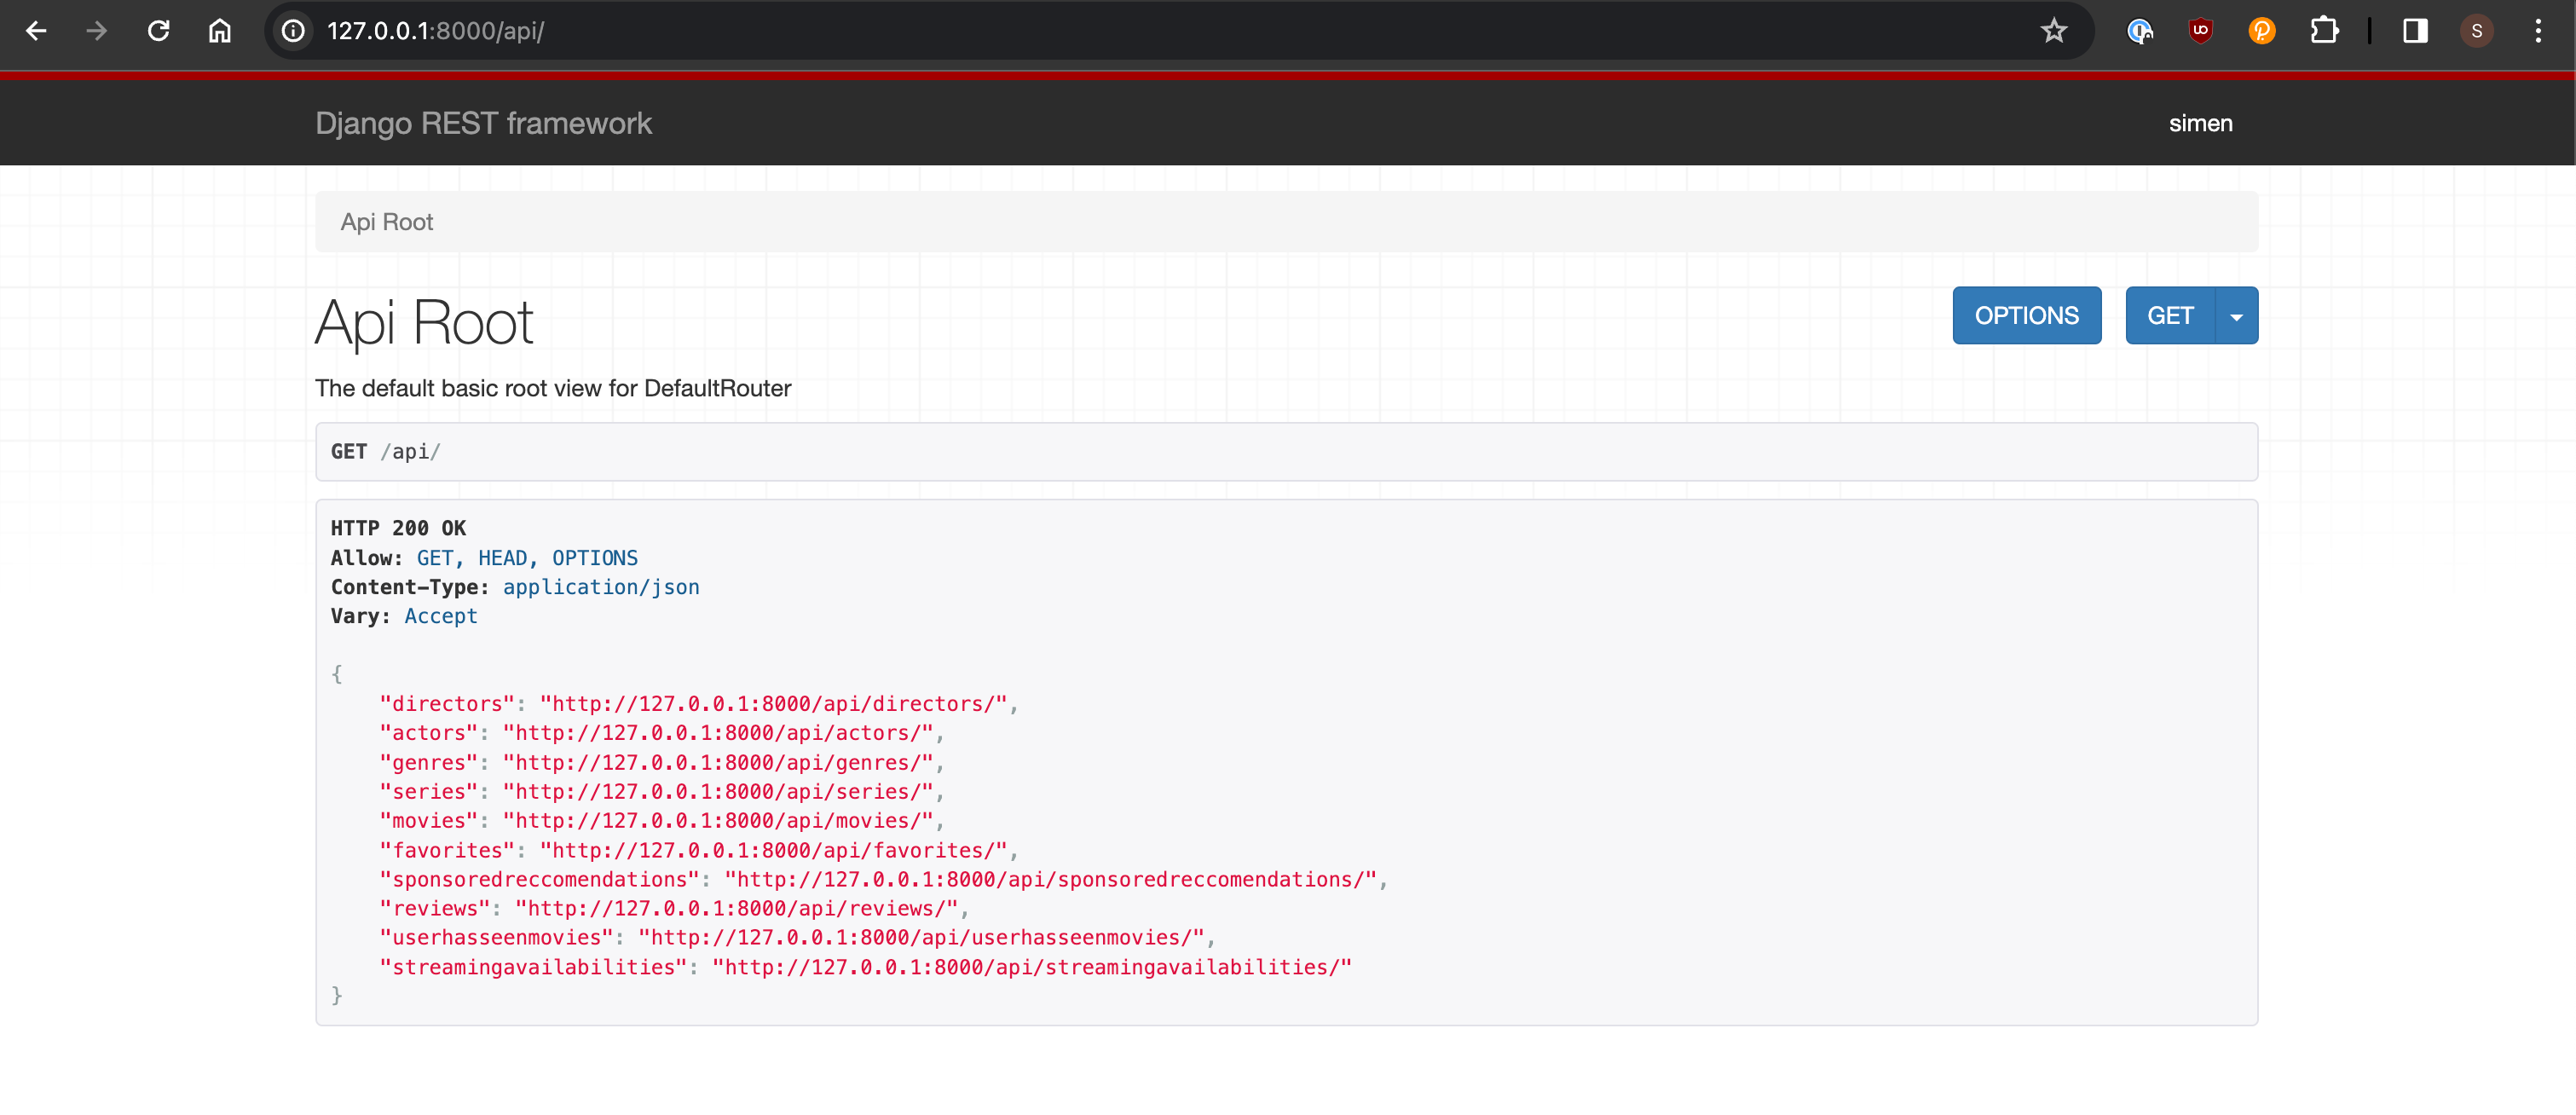 127.0.0.1:8000/api/
S
Django REST framework
simen
Api Root
Api Root
OPTIONS
GET
The default basic root view for DefaultRouter
GET /api/
HTTP 200 OK
Allow: GET, HEAD, OPTIONS
Content-Type: application/json
Vary: Accept
{
"directors": "http://127.0.0.1:8000/api/directors/",
"actors": "http://127.0.0.1:8000/api/actors/",
"genres": "http://127.0.0.1:8000/api/genres/",
"series": "http://127.0.0.1:8000/api/series/",
"movies": "http://127.0.0.1:8000/api/movies/",
"favorites": "http://127.0.0.1:8000/api/favorites/",
"sponsoredreccomendations": "http://127.0.0.1:8000/api/sponsoredreccomendations/",
"reviews": "http://127.0.0.1:8000/api/reviews/",
"userhasseenmovies": "http://127.0.0.1:8000/api/userhasseenmovies/",
"streamingavailabilities": "http://127.0.0.1:8000/api/streamingavailabilities/"
}